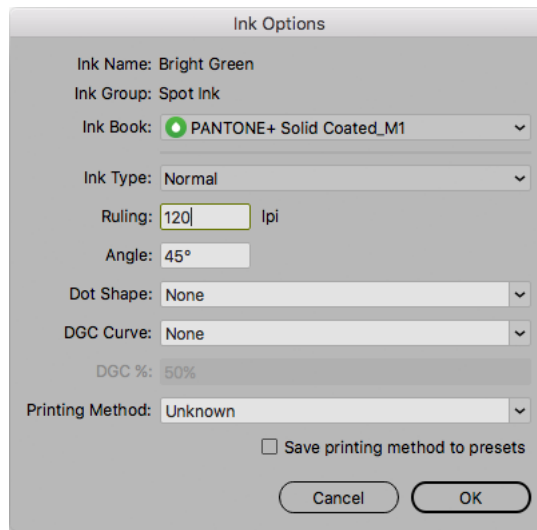 Ink Options
Ink Name: Bright Green
Ink Group: Spot Ink
Ink Book: PANTONE+ Solid Coated_M1
Ink Type: Normal
Ruling: 120 lpi
Angle: 45°
Dot Shape: None
DGC Curve: None
DGC %: 50%
Printing Method: Unknown
Save printing method to presets
Cancel OK